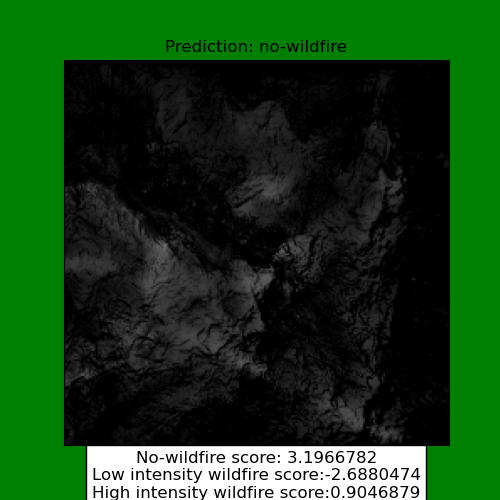 Prediction: no-wildfire
No-wildfire score: 3.1966782
Low intensity wildfire score:-2.6880474
High intensity wildfire score:0.9046879